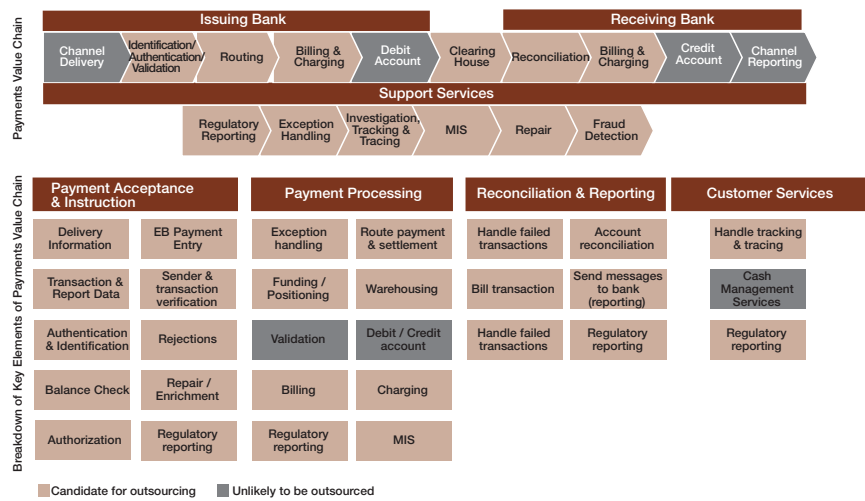 Payments Value Chain
Issuing Bank
Receiving Bank
Channel
Delivery
Identification/
Authentication/
Validation
Routing
Billing &
Charging
Debit
Account
Clearing
House
Reconciliation
Billing &
Charging
Credit
Account
Channel
Reporting
Support Services
Regulatory
Reporting
Exception
Handling
Investigation,
Tracking &
Tracing
MIS
Repair
Fraud
Detection
Breakdown of Key Elements of Payments Value Chain
Payment Acceptance
& Instruction
Delivery
Information
EB Payment
Entry
Transaction &
Report Data
Sender &
transaction
verification
Authentication
& Identification
Rejections
Balance Check
Repair /
Enrichment
Authorization
Regulatory
reporting
Payment Processing
Exception
handling
Route payment
& settlement
Funding /
Positioning
Warehousing
Validation
Debit / Credit
account
Billing
Charging
Regulatory
reporting
MIS
Reconciliation & Reporting
Handle failed
transactions
Account
reconciliation
Bill transaction
Send messages
to bank
(reporting)
Handle failed
transactions
Regulatory
reporting
Customer Services
Handle tracking
& tracing
Cash
Management
Services
Regulatory
reporting
Candidate for outsourcing
Unlikely to be outsourced